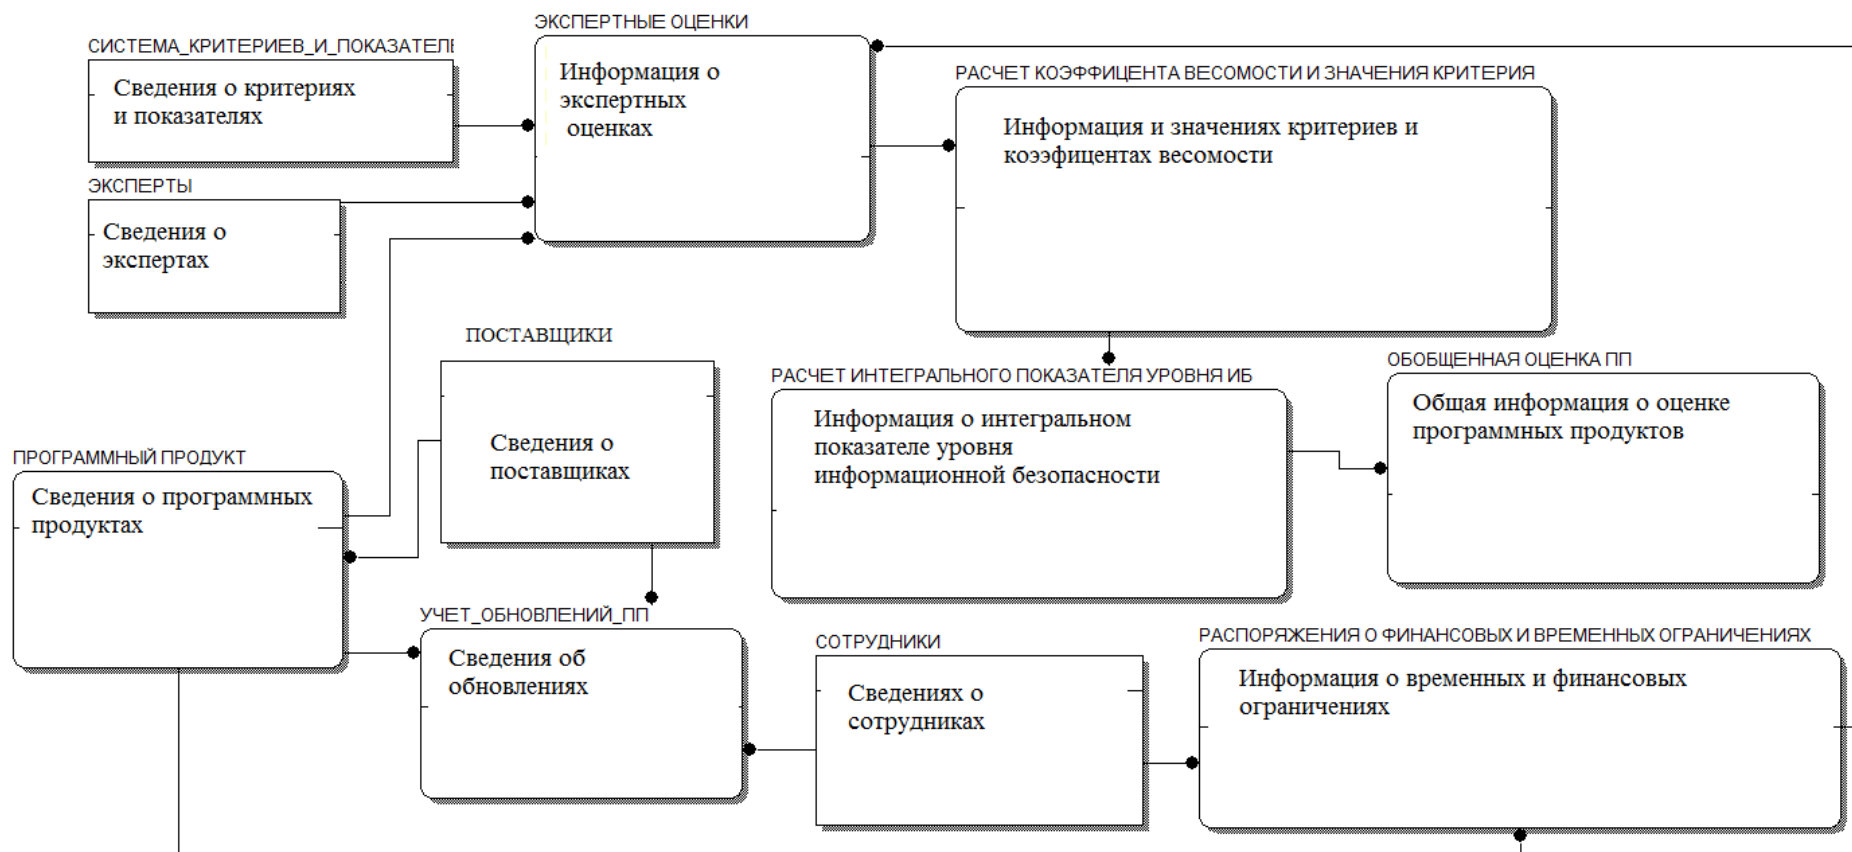 ЭКСПЕРТНЫЕ ОЦЕНКИ
СИСТЕМА_КРИТЕРИЕВ_И_ПОКАЗАТЕЛЕ
Информация о
экспертных
оценках
Сведения о критериях
и показателях
РАСЧЕТ КОЭФФИЦЕНТА ВЕСОМОСТИ И ЗНАЧЕНИЯ КРИТЕРИЯ
Информация и значениях критериев и
коэзфицентах весомости
ЭКСПЕРТЫ
Сведения о
экспертах
ПОСТАВЩИКИ
Сведения о
поставщиках
РАСЧЕТ ИНТЕГРАЛЬНОГО ПОКАЗАТЕЛЯ УРОВНЯ ИБ
Информация о интегральном
показателе уровня
информационной безопасности
ОБОБЩЕННАЯ ОЦЕНКА ПП
Общая информация о оценке
программных продуктов
ПРОГРАММНЫЙ ПРОДУКТ
Сведения о программных
продуктах
УЧЕТ_ОБНОВЛЕНИЙ_ПП
Сведения об
обновлениях
СОТРУДНИКИ
Сведениях о
сотрудниках
РАСПОРЯЖЕНИЯ О ФИНАНСОВЫХ И ВРЕМЕННЫХ ОГРАНИЧЕНИЯХ
Информация о временных и финансовых
ограничениях